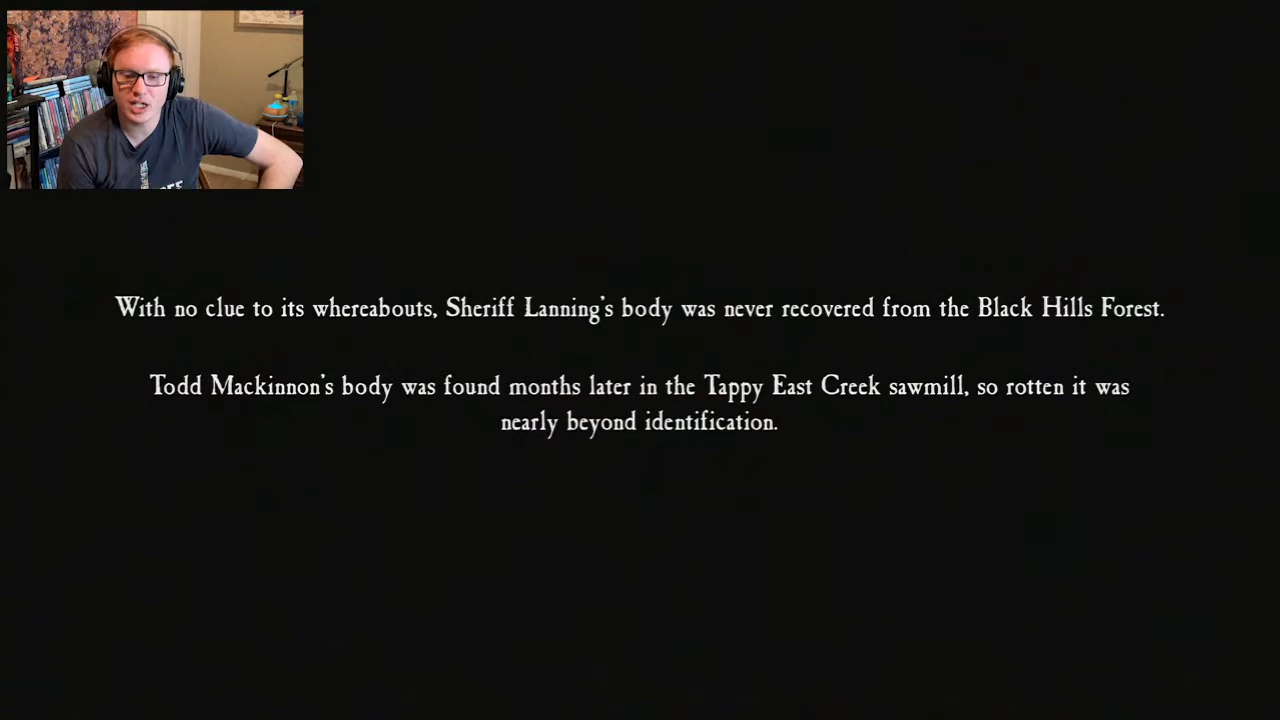 With no clue to its whereabouts, Sheriff Lanning's body was never recovered from the Black Hills Forest.
Todd Mackinnon's body was found months later in the Tappy East Creek sawmill, so rotten it was
nearly beyond identification.